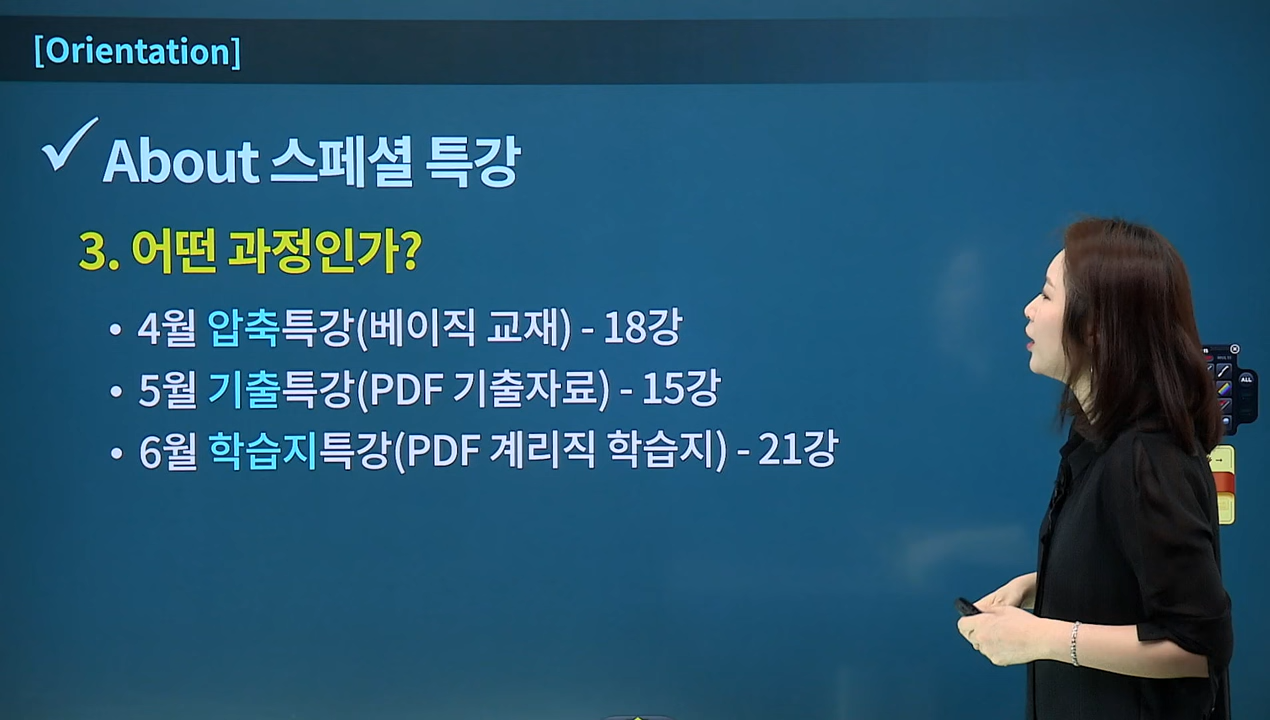 [Orientation]
✓ About 스페셜 특강
3. 어떤 과정인가?
• 4월 압축특강(베이직 교재) - 18강
• 5월 기출특강(PDF 기출자료) - 15강
• 6월 학습지특강(PDF 계리직 학습지) - 21강
ALL